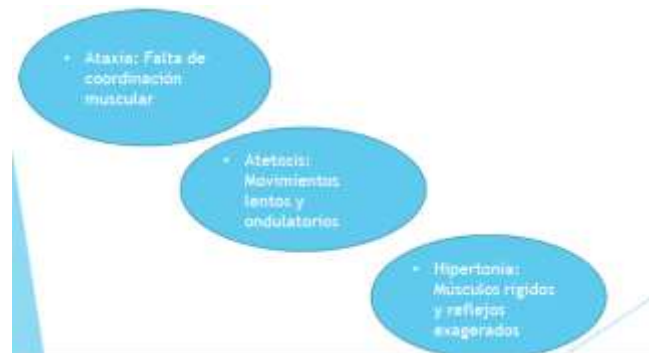 • Ataxia: Falta de
coordinación
muscular
• Atetosis:
Movimientos
lentos y
ondulatorios
• Hipertonía:
Músculos rígidos
y reflejos
exagerados